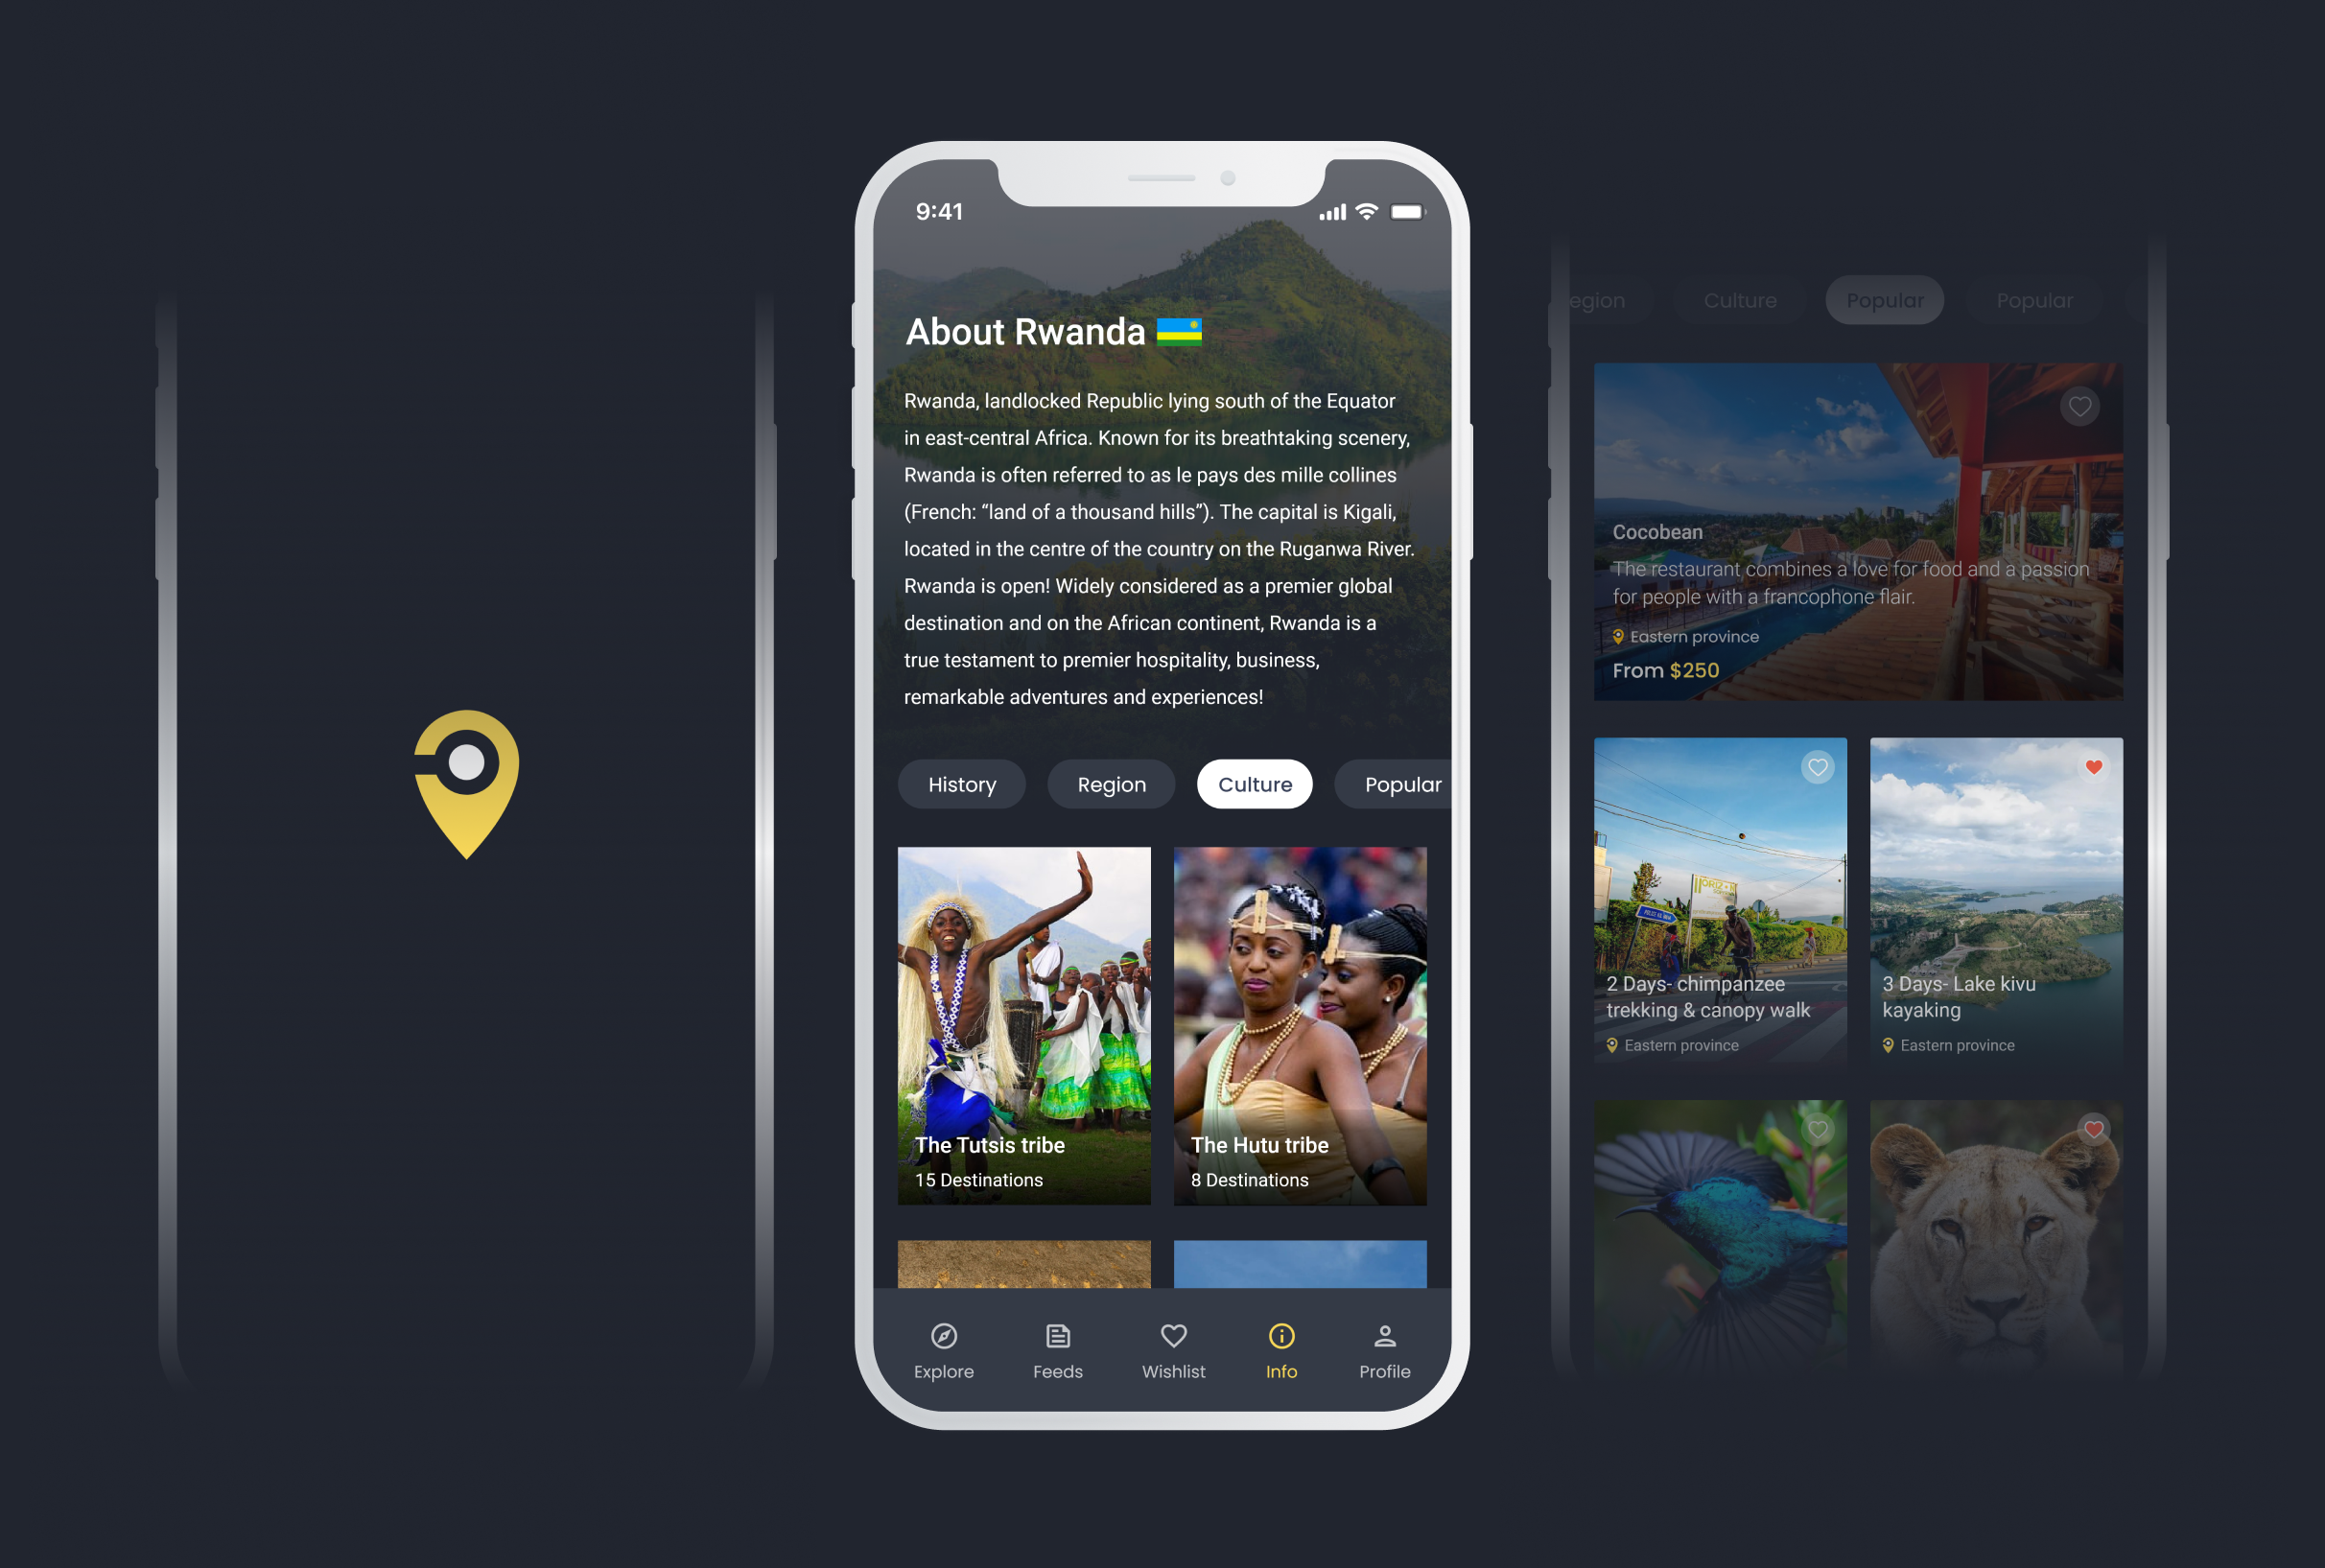 9:41
About Rwanda
Rwanda, landlocked Republic lying south of the Equator
in east-central Africa. Known for its breathtaking scenery,
Rwanda is often referred to as le pays des mille collines
(French: “land of a thousand hills”). The capital is Kigali,
located in the centre of the country on the Ruganwa River.
Rwanda is open! Widely considered as a premier global
destination and on the African continent, Rwanda is a
true testament to premier hospitality, business,
remarkable adventures and experiences!
History Region Culture Popular
The Tutsis tribe
15 Destinations
The Hutu tribe
8 Destinations
Explore Feeds Wishlist Info Profile
egion Culture Popular Popular
Cocobean
The restaurant combines a love for food and a passion
for people with a francophone flair.
Eastern province
From $250
2 Days- chimpanzee
trekking & canopy walk
Eastern province
3 Days- Lake kivu
kayaking
Eastern province